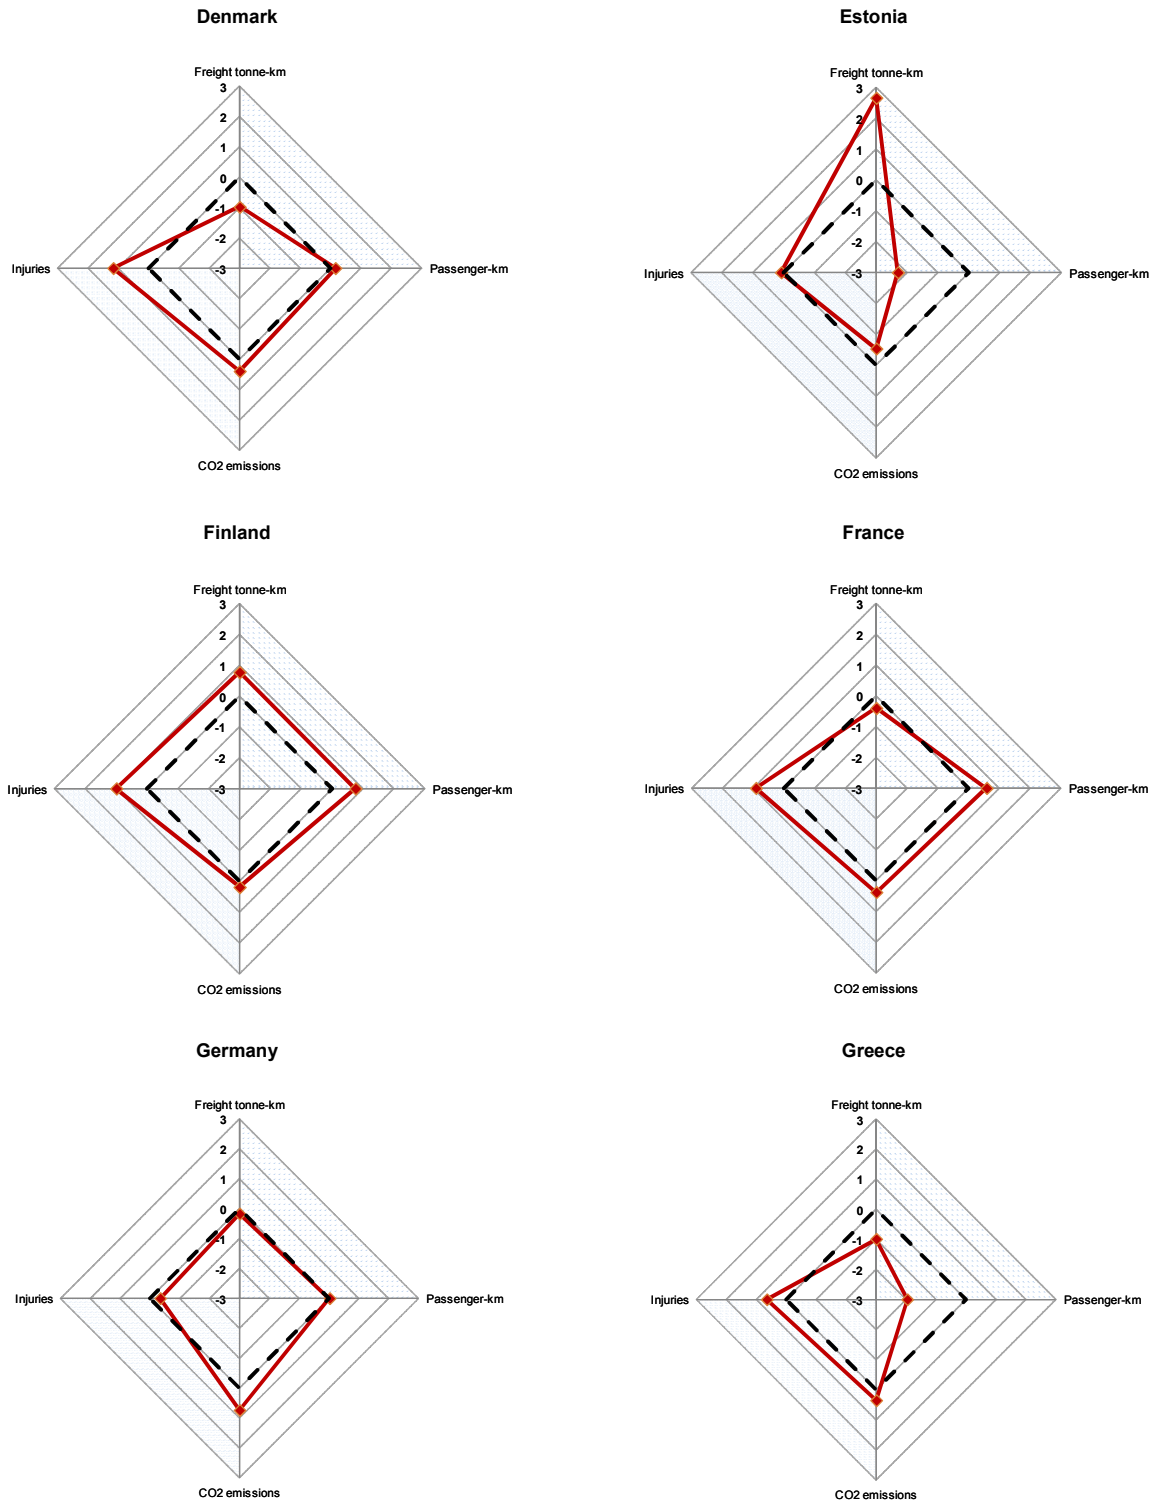 Denmark
Freight tonne-km
3
2
1
0
-1
-2
-3
Injuries
Passenger-km
CO2 emissions
Estonia
Freight tonne-km
3
2
1
0
-1
-2
-3
Injuries
Passenger-km
CO2 emissions
Finland
Freight tonne-km
3
2
1
0
-1
-2
-3
Injuries
Passenger-km
CO2 emissions
France
Freight tonne-km
3
2
1
0
-1
-2
-3
Injuries
Passenger-km
CO2 emissions
Germany
Freight tonne-km
3
2
1
0
-1
-2
-3
Injuries
Passenger-km
CO2 emissions
Greece
Freight tonne-km
3
2
1
0
-1
-2
-3
Injuries
Passenger-km
CO2 emissions